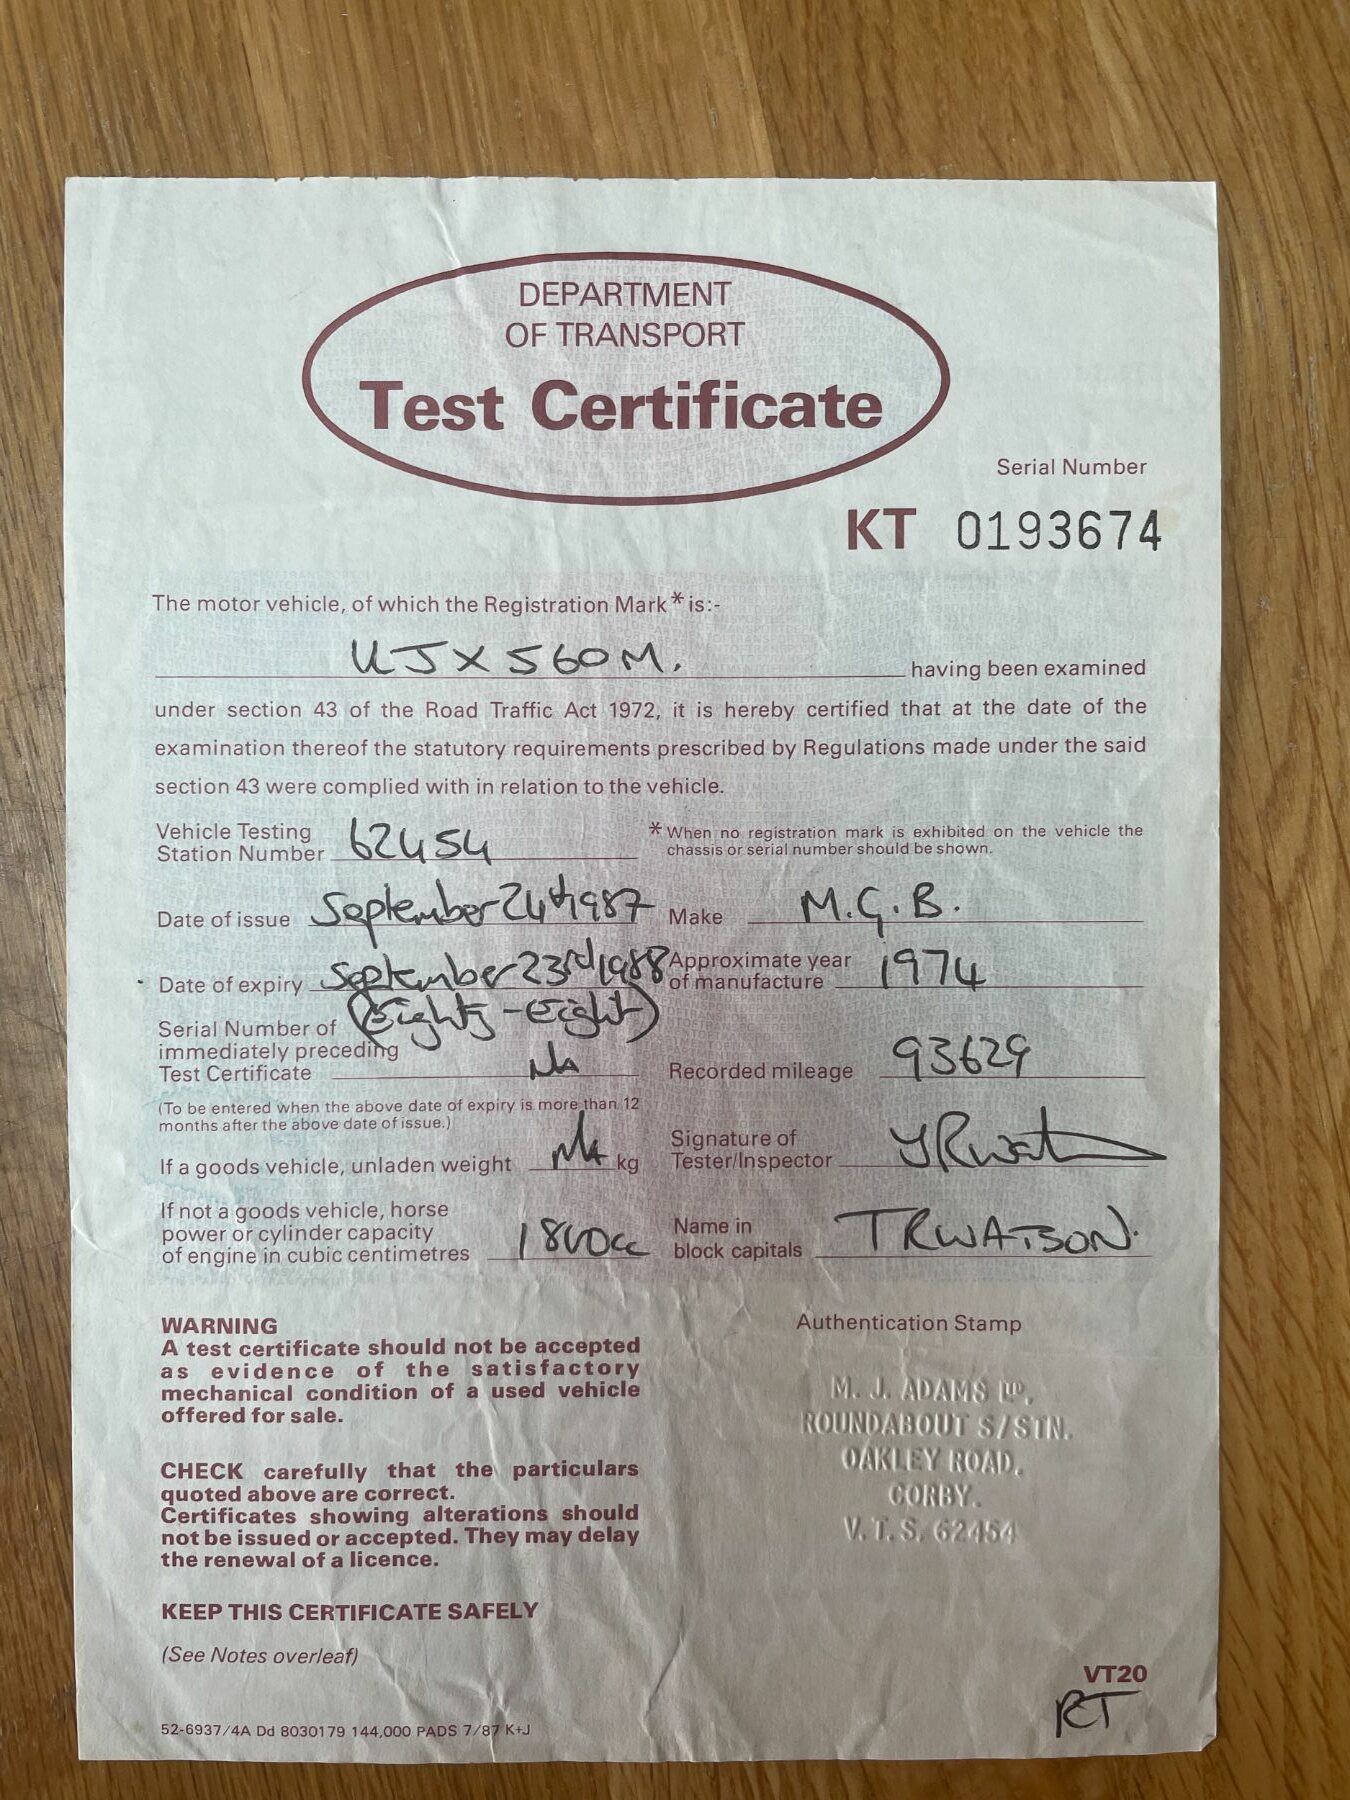 DEPARTMENT
OF TRANSPORT
Test Certificate
Serial Number
KT 0193674
The motor vehicle, of which the Registration Mark* is:-
UJX 560M. having been examined
under section 43 of the Road Traffic Act 1972, it is hereby certified that at the date of the
examination thereof the statutory requirements prescribed by Regulations made under the said
section 43 were complied with in relation to the vehicle.
Vehicle Testing
Station Number 62454
* When no registration mark is exhibited on the vehicle the
chassis or serial number should be shown.
Date of issue September 24th 1987
Make M.G.B.
Date of expiry September 23rd 1988
(Eighty-eight)
Approximate year
of manufacture 1974
Serial Number of
immediately preceding
Test Certificate NA
Recorded mileage 93629
(To be entered when the above date of expiry is more than 12
months after the above date of issue.)
If a goods vehicle, unladen weight NA kg
Signature of
Tester/Inspector TRWat
If not a goods vehicle, horse
power or cylinder capacity
of engine in cubic centimetres 1800cc
Name in
block capitals TRWATSON.
WARNING
A test certificate should not be accepted
as evidence of the satisfactory
mechanical condition of a used vehicle
offered for sale.
CHECK carefully that the particulars
quoted above are correct.
Certificates showing alterations should
not be issued or accepted. They may delay
the renewal of a licence.
KEEP THIS CERTIFICATE SAFELY
(See Notes overleaf)
Authentication Stamp
M. J. ADAMS LD.
ROUNDABOUT S/STN.
OAKLEY ROAD,
CORBY.
V.T.S. 62454
VT20
RT
52-6937/4A Dd 8030179 144,000 PADS 7/87 K+J